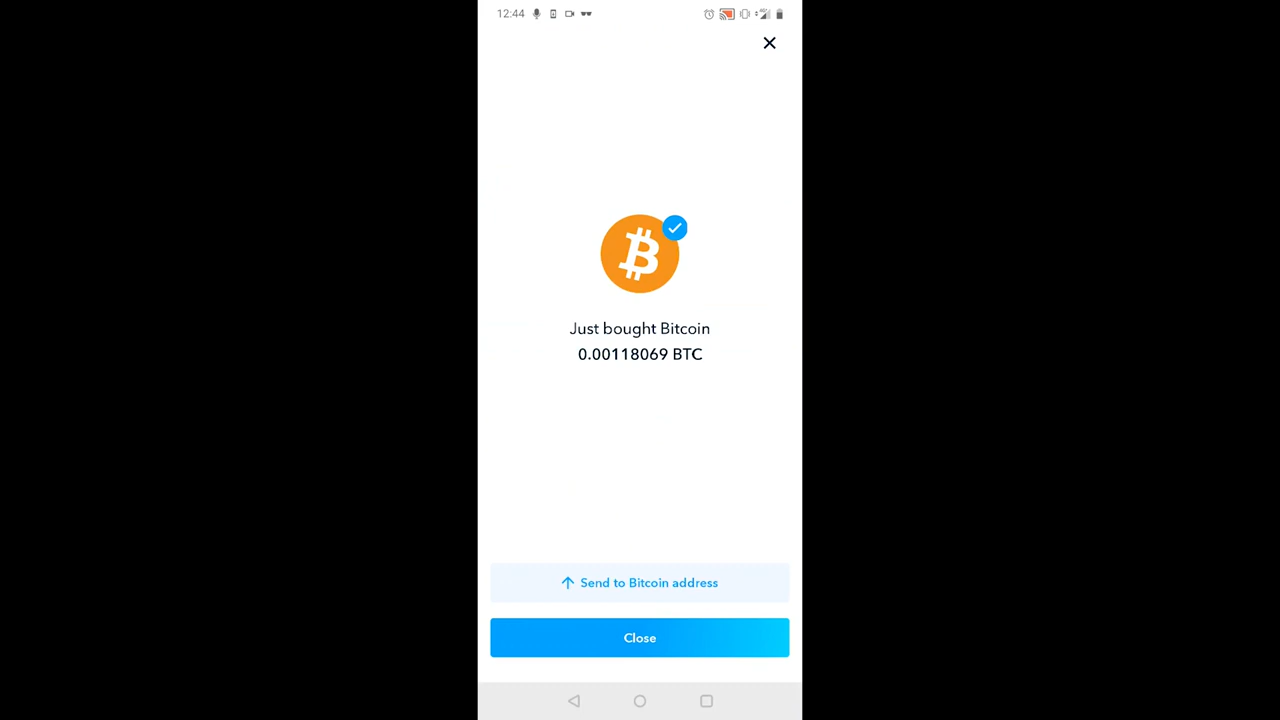 12:44
Just bought Bitcoin
0.00118069 BTC
Send to Bitcoin address
Close